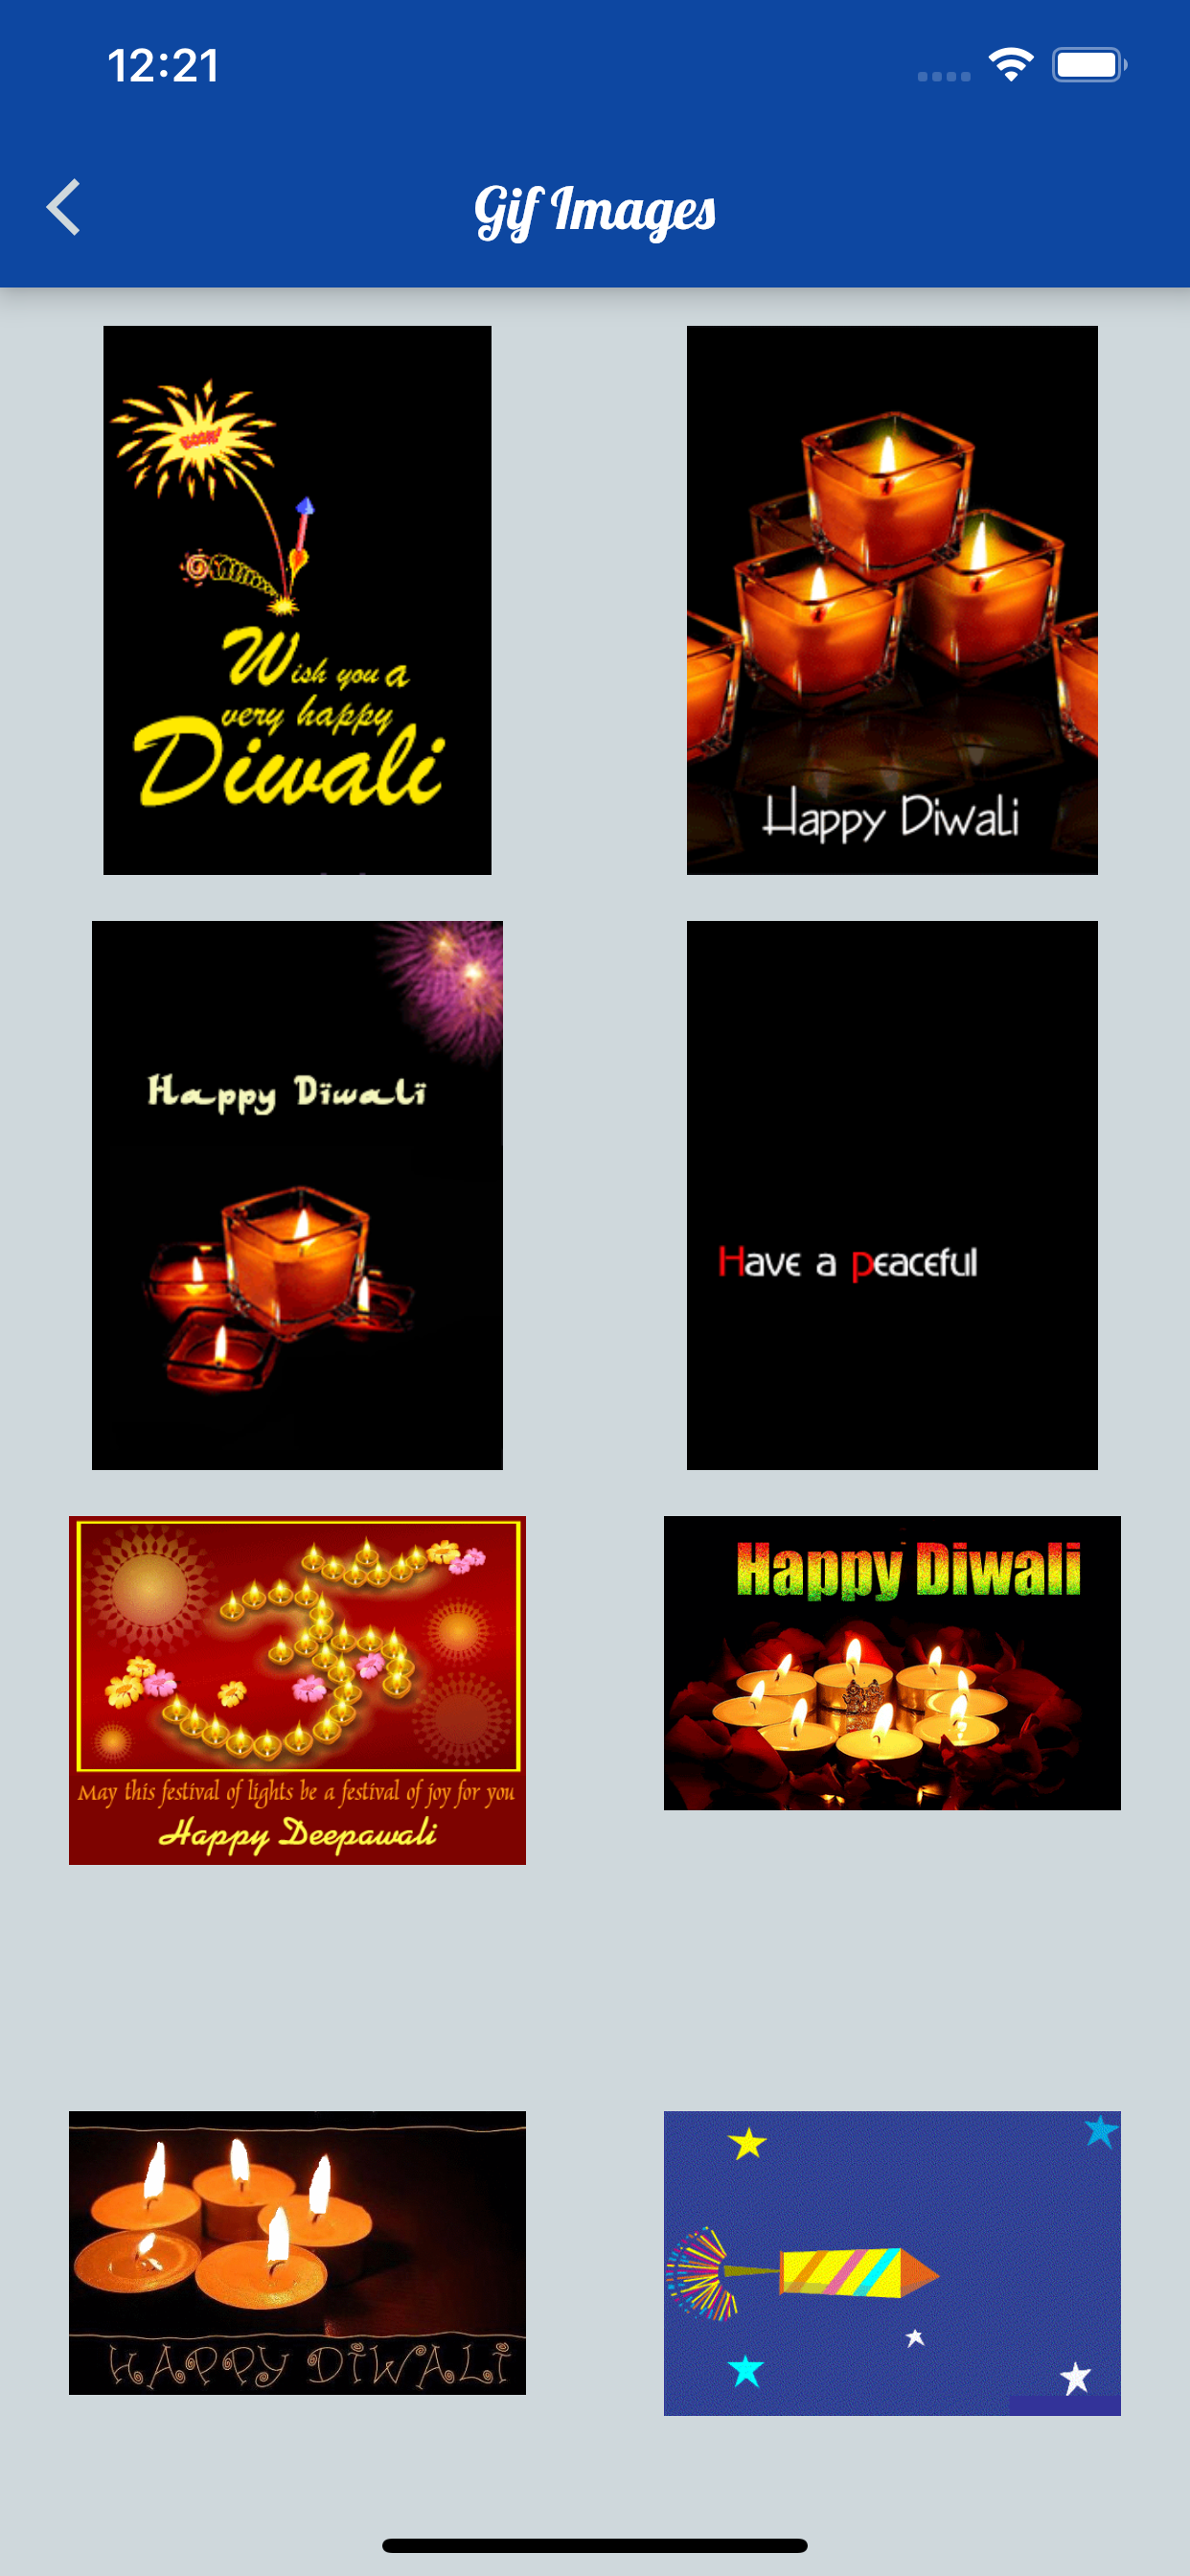 12:21
Gif Images
BOOM!
Wish you a
very happy
Diwali
Happy Diwali
Happy Diwali
Have a peaceful
May this festival of lights be a festival of joy for you
Happy Deepawali
Happy Diwali
HAPPY DIWALI